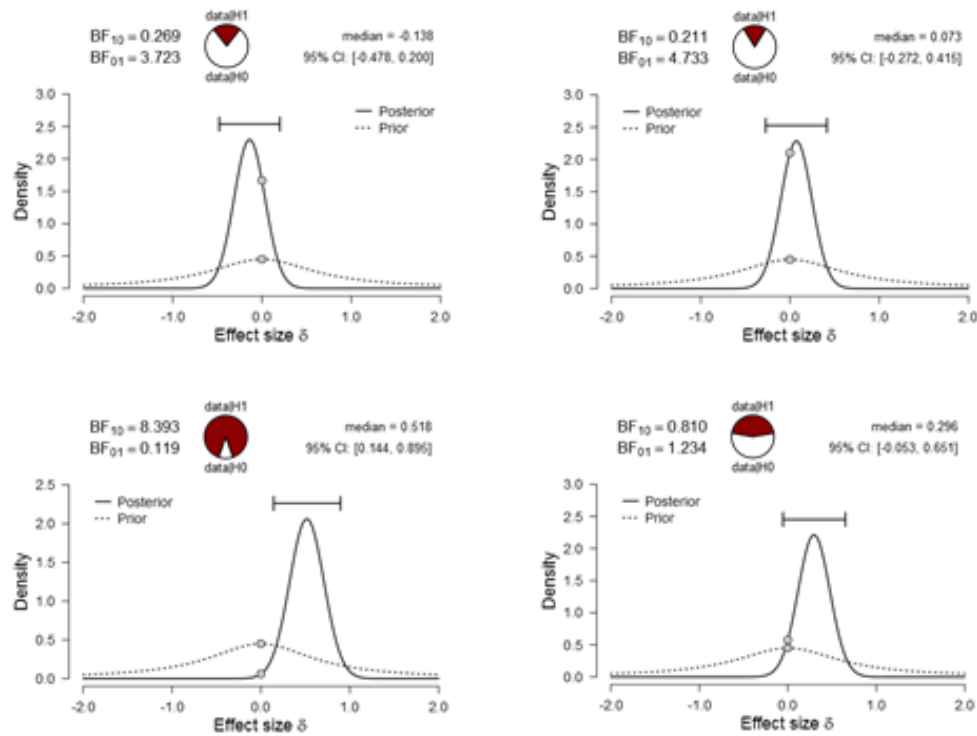 data|H1
BF10 = 0.269
BF01 = 3.723
data|H0
median = -0.138
95% CI: [-0.478, 0.200]
3.0
2.5
2.0
1.5
1.0
0.5
0.0
Density
Posterior
Prior
-2.0 -1.0 0.0 1.0 2.0
Effect size δ
data|H1
BF10 = 0.211
BF01 = 4.733
data|H0
median = 0.073
95% CI: [-0.272, 0.415]
3.0
2.5
2.0
1.5
1.0
0.5
0.0
Density
Posterior
Prior
-2.0 -1.0 0.0 1.0 2.0
Effect size δ
data|H1
BF10 = 8.393
BF01 = 0.119
data|H0
median = 0.518
95% CI: [0.144, 0.895]
2.5
2.0
1.5
1.0
0.5
0.0
Density
Posterior
Prior
-2.0 -1.0 0.0 1.0 2.0
Effect size δ
data|H1
BF10 = 0.810
BF01 = 1.234
data|H0
median = 0.296
95% CI: [-0.053, 0.651]
3.0
2.5
2.0
1.5
1.0
0.5
0.0
Density
Posterior
Prior
-2.0 -1.0 0.0 1.0 2.0
Effect size δ